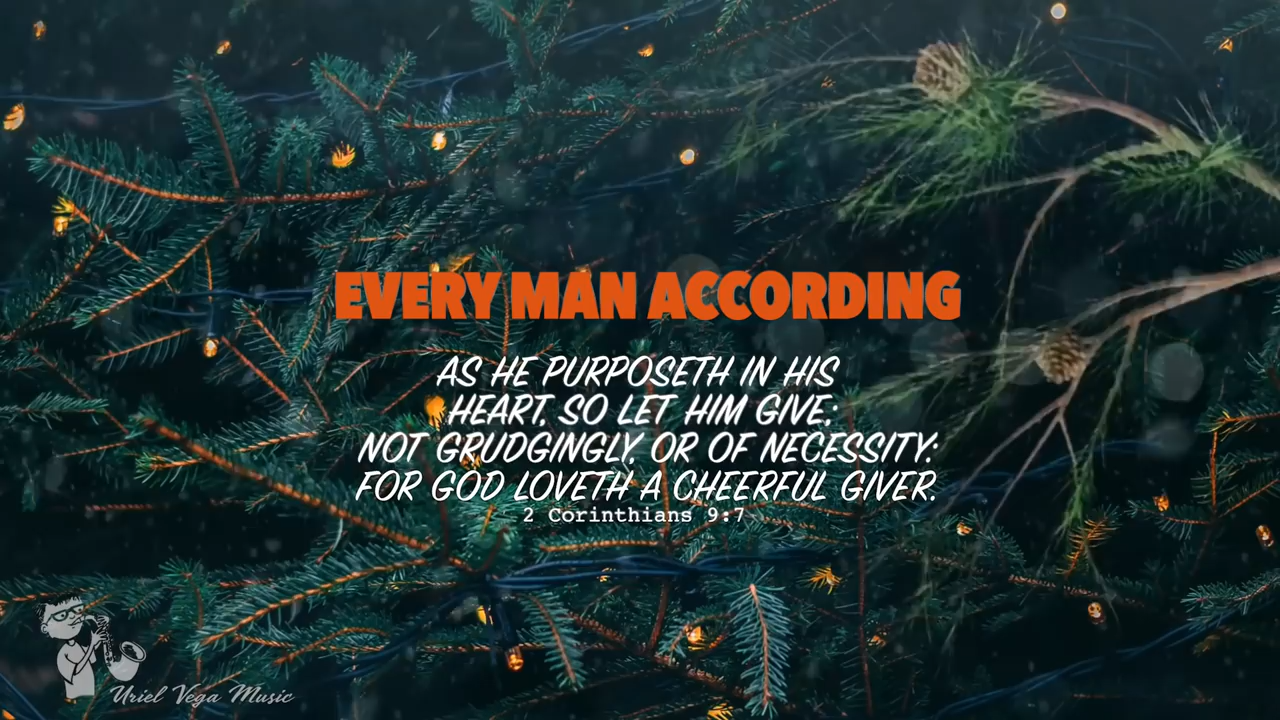 EVERY MAN ACCORDING
AS HE PURPOSETH IN HIS
HEART, SO LET HIM GIVE;
NOT GRUDGINGLY, OR OF NECESSITY:
FOR GOD LOVETH A CHEERFUL GIVER.
2 Corinthians 9:7
Uriel Vega Music